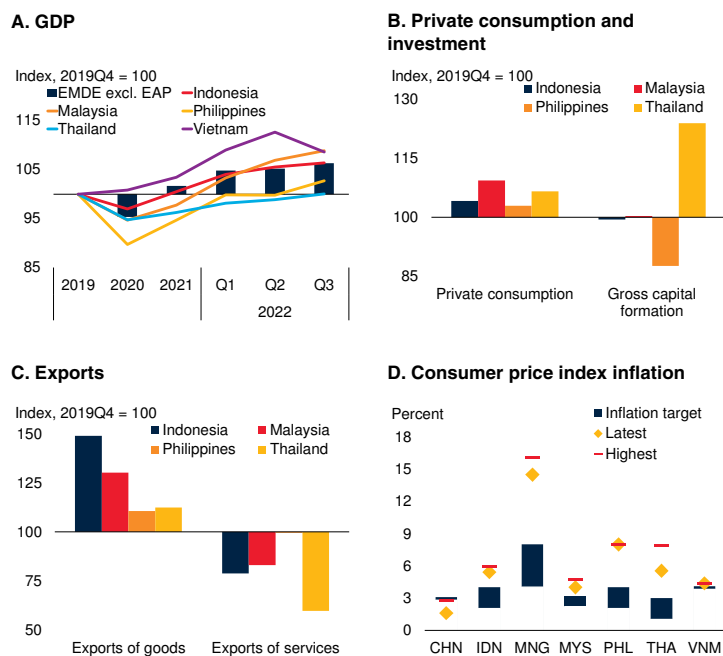 A. GDP
Index, 2019Q4 = 100
EMDE excl. EAP
Indonesia
Malaysia
Philippines
Thailand
Vietnam
115
105
95
85
2019
2020
2021
Q1
Q2
Q3
2022
B. Private consumption and
investment
Index, 2019Q4 = 100
Indonesia
Malaysia
Philippines
Thailand
130
115
100
85
Private consumption
Gross capital
formation
C. Exports
Index, 2019Q4 = 100
Indonesia
Malaysia
Philippines
Thailand
150
125
100
75
50
Exports of goods
Exports of services
D. Consumer price index inflation
Percent
Inflation target
Latest
Highest
18
15
12
9
6
3
0
CHN
IDN
MNG
MYS
PHL
THA
VNM